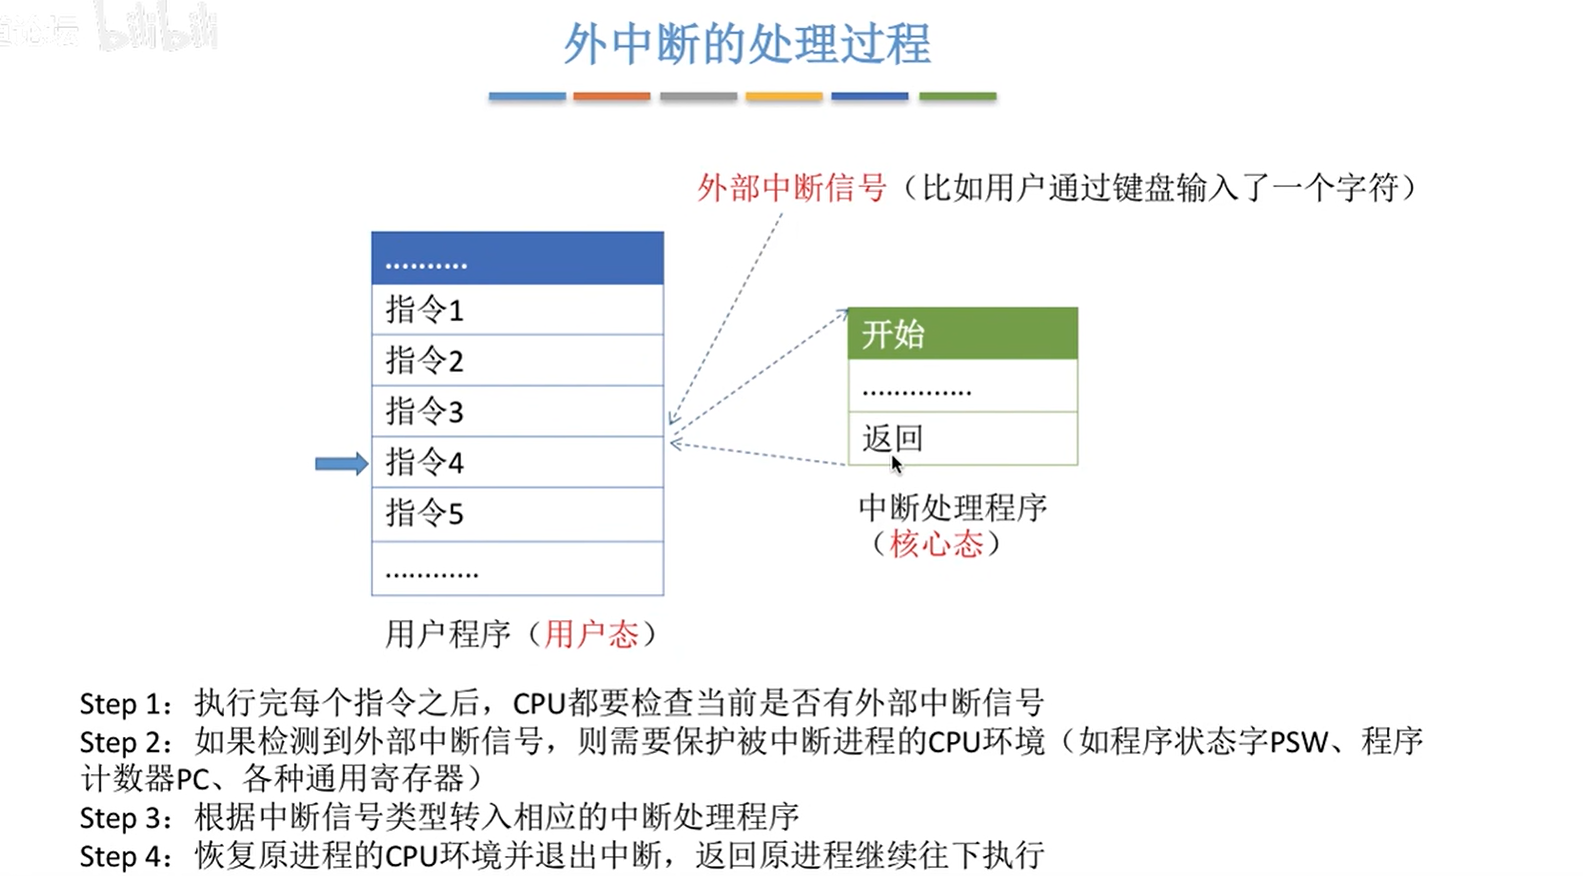 bilibili
外中断的处理过程
外部中断信号（比如用户通过键盘输入了一个字符）
..........
指令1
指令2
指令3
指令4
指令5
............
用户程序（用户态）
开始
..............
返回
中断处理程序
（核心态）
Step 1：执行完每个指令之后，CPU都要检查当前是否有外部中断信号
Step 2：如果检测到外部中断信号，则需要保护被中断进程的CPU环境（如程序状态字PSW、程序
计数器PC、各种通用寄存器）
Step 3：根据中断信号类型转入相应的中断处理程序
Step 4：恢复原进程的CPU环境并退出中断，返回原进程继续往下执行